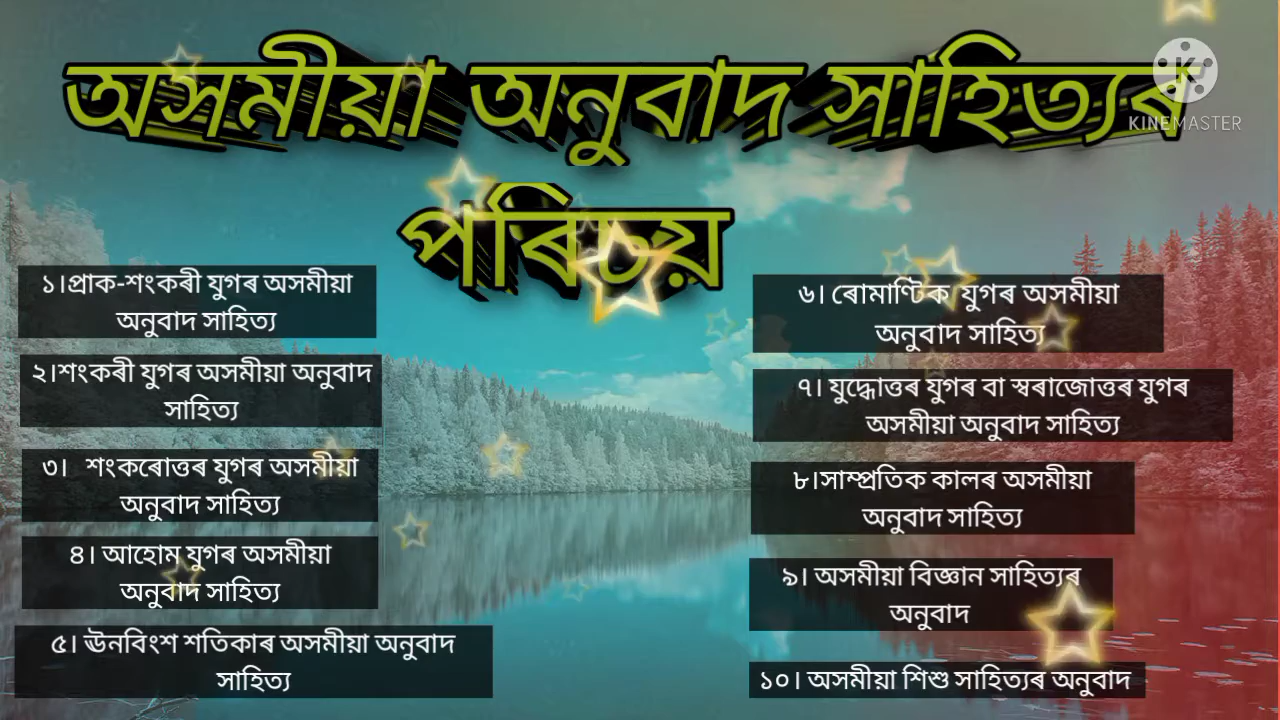 অসমীয়া অনুবাদ সাহিত্যৰ
পৰিচয়
KINEMASTER
১।প্ৰাক-শংকৰী যুগৰ অসমীয়া
অনুবাদ সাহিত্য
২।শংকৰী যুগৰ অসমীয়া অনুবাদ
সাহিত্য
৩। শংকৰোত্তৰ যুগৰ অসমীয়া
অনুবাদ সাহিত্য
৪। আহোম যুগৰ অসমীয়া
অনুবাদ সাহিত্য
৫। ঊনবিংশ শতিকাৰ অসমীয়া অনুবাদ
সাহিত্য
৬। ৰোমাণ্টিক যুগৰ অসমীয়া
অনুবাদ সাহিত্য
৭। যুদ্ধোত্তৰ যুগৰ বা স্বৰাজোত্তৰ যুগৰ
অসমীয়া অনুবাদ সাহিত্য
৮।সাম্প্ৰতিক কালৰ অসমীয়া
অনুবাদ সাহিত্য
৯। অসমীয়া বিজ্ঞান সাহিত্যৰ
অনুবাদ
১০। অসমীয়া শিশু সাহিত্যৰ অনুবাদ